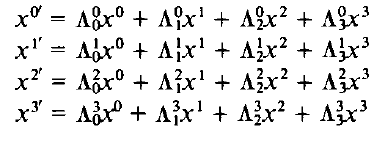 x^{0'} = Λ^0_0x^0 + Λ^0_1x^1 + Λ^0_2x^2 + Λ^0_3x^3
x^{1'} = Λ^1_0x^0 + Λ^1_1x^1 + Λ^1_2x^2 + Λ^1_3x^3
x^{2'} = Λ^2_0x^0 + Λ^2_1x^1 + Λ^2_2x^2 + Λ^2_3x^3
x^{3'} = Λ^3_0x^0 + Λ^3_1x^1 + Λ^3_2x^2 + Λ^3_3x^3